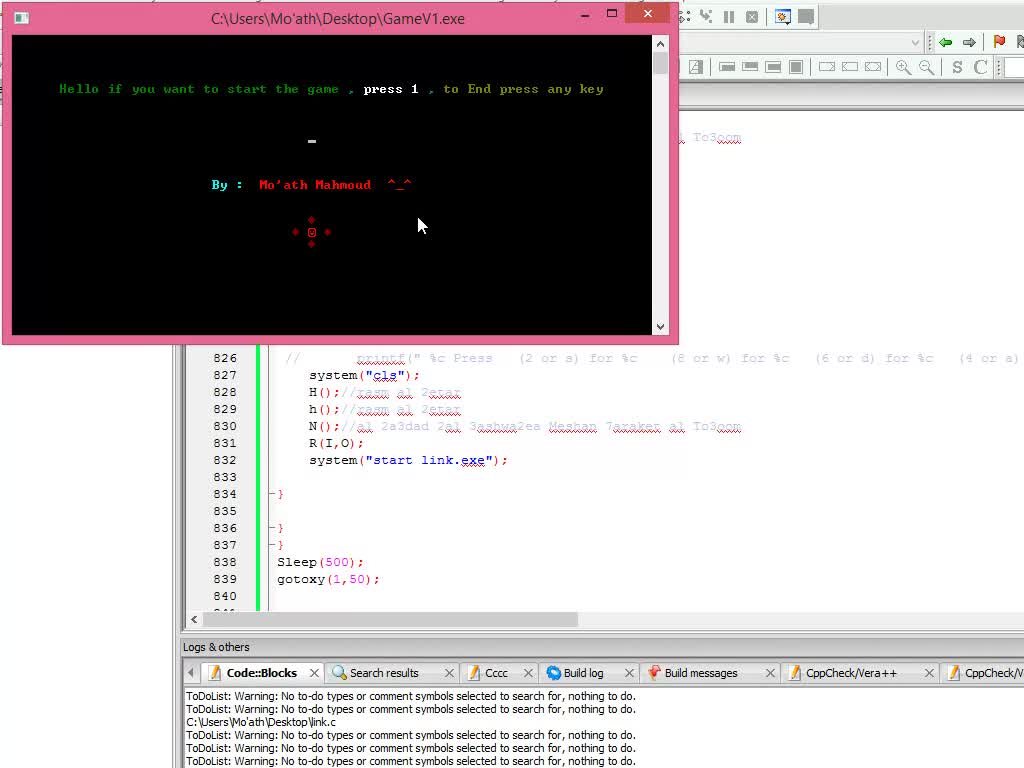 C:\Users\Mo'ath\Desktop\GameV1.exe
Hello if you want to start the game , press 1 , to End press any key
By : Mo'ath Mahmoud ^_^
S C
l To3oom
826 // printf(" %c Press (2 or s) for %c (8 or w) for %c (6 or d) for %c (4 or a)
827 system("cls");
828 H();//rasm al 2etar
829 h();//rasm al 2etar
830 N();//al 2a3dad 2al 3ashwa2ea Meshan 7araket al To3oom
831 R(I,O);
832 system("start link.exe");
833
834 }
835
836 }
837 }
838 Sleep(500);
839 gotoxy(1,50);
840
Logs & others
Code::Blocks Search results Cccc Build log Build messages CppCheck/Vera++ CppCheck/V
ToDoList: Warning: No to-do types or comment symbols selected to search for, nothing to do.
ToDoList: Warning: No to-do types or comment symbols selected to search for, nothing to do.
C:\Users\Mo'ath\Desktop\link.c
ToDoList: Warning: No to-do types or comment symbols selected to search for, nothing to do.
ToDoList: Warning: No to-do types or comment symbols selected to search for, nothing to do.
ToDoList: Warning: No to-do types or comment symbols selected to search for, nothing to do.